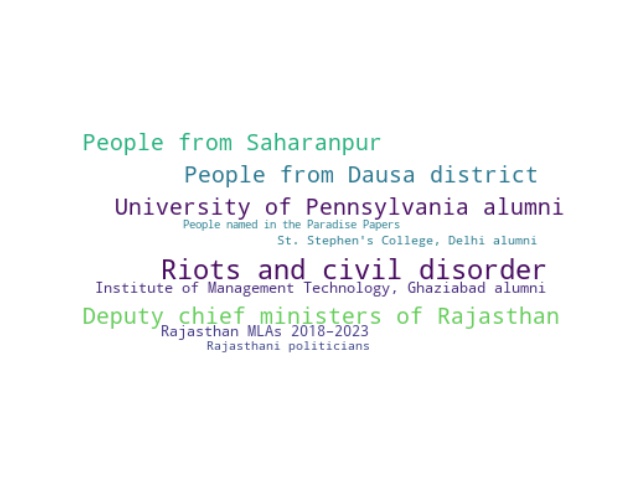 People from Saharanpur
People from Dausa district
University of Pennsylvania alumni
People named in the Paradise Papers
St. Stephen's College, Delhi alumni
Riots and civil disorder
Institute of Management Technology, Ghaziabad alumni
Deputy chief ministers of Rajasthan
Rajasthan MLAs 2018–2023
Rajasthani politicians